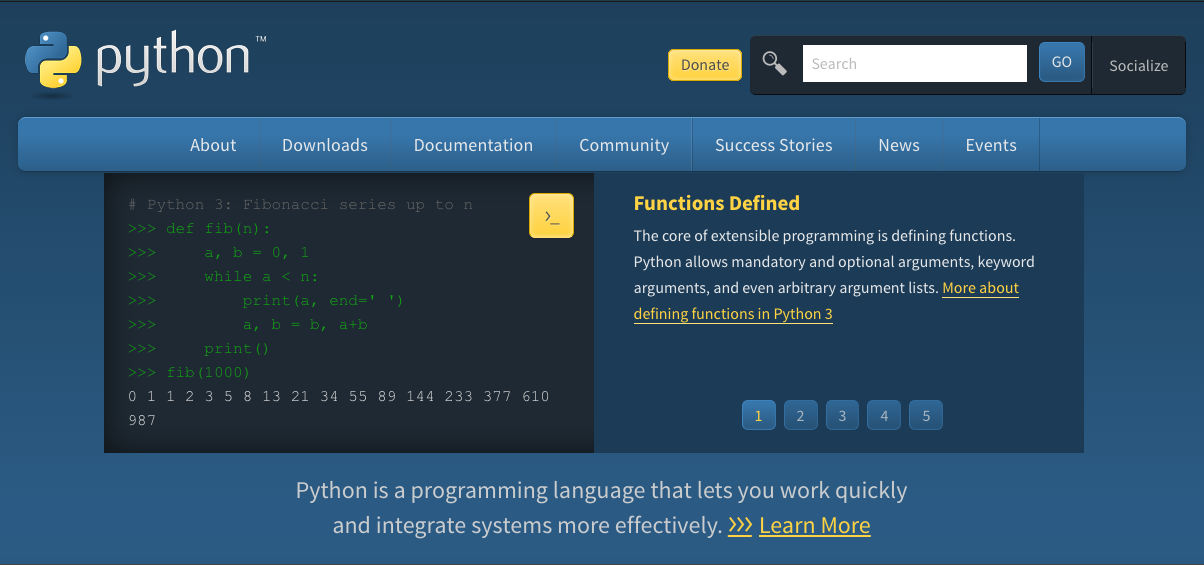 python™
Donate
Search
GO
Socialize
About Downloads Documentation Community Success Stories News Events
# Python 3: Fibonacci series up to n
>>> def fib(n):
>>>     a, b = 0, 1
>>>     while a < n:
>>>         print(a, end=' ')
>>>         a, b = b, a+b
>>>     print()
>>> fib(1000)
0 1 1 2 3 5 8 13 21 34 55 89 144 233 377 610
987
>_
Functions Defined
The core of extensible programming is defining functions.
Python allows mandatory and optional arguments, keyword
arguments, and even arbitrary argument lists. More about
defining functions in Python 3
1 2 3 4 5
Python is a programming language that lets you work quickly
and integrate systems more effectively. >>> Learn More